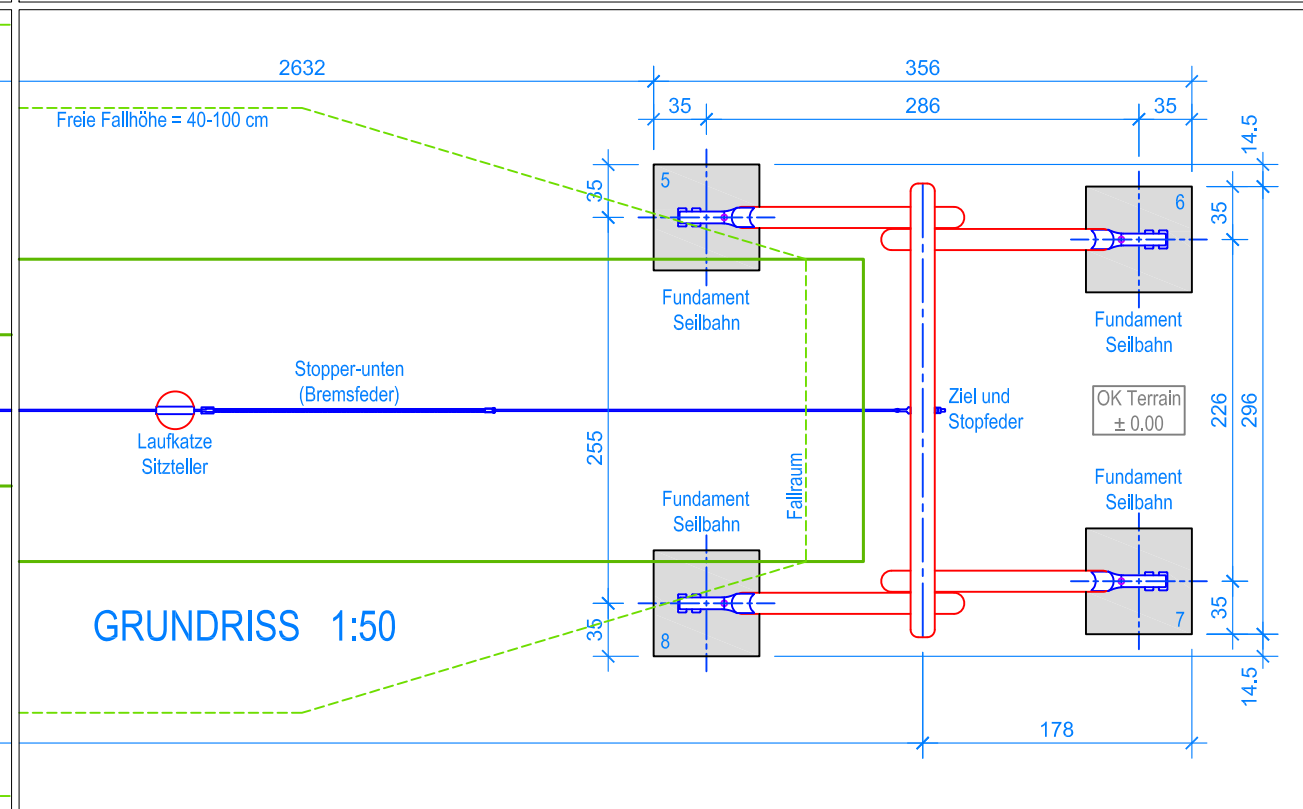 2632
356
35
286
35
Freie Fallhöhe = 40-100 cm
14.5
5
6
35
35
Fundament
Seilbahn
Fundament
Seilbahn
Stopper-unten
(Bremsfeder)
Laufkatze
Sitzteller
Ziel und
Stopfeder
OK Terrain
± 0.00
226
296
255
Fallraum
Fundament
Seilbahn
Fundament
Seilbahn
GRUNDRISS 1:50
35
8
35
7
14.5
178